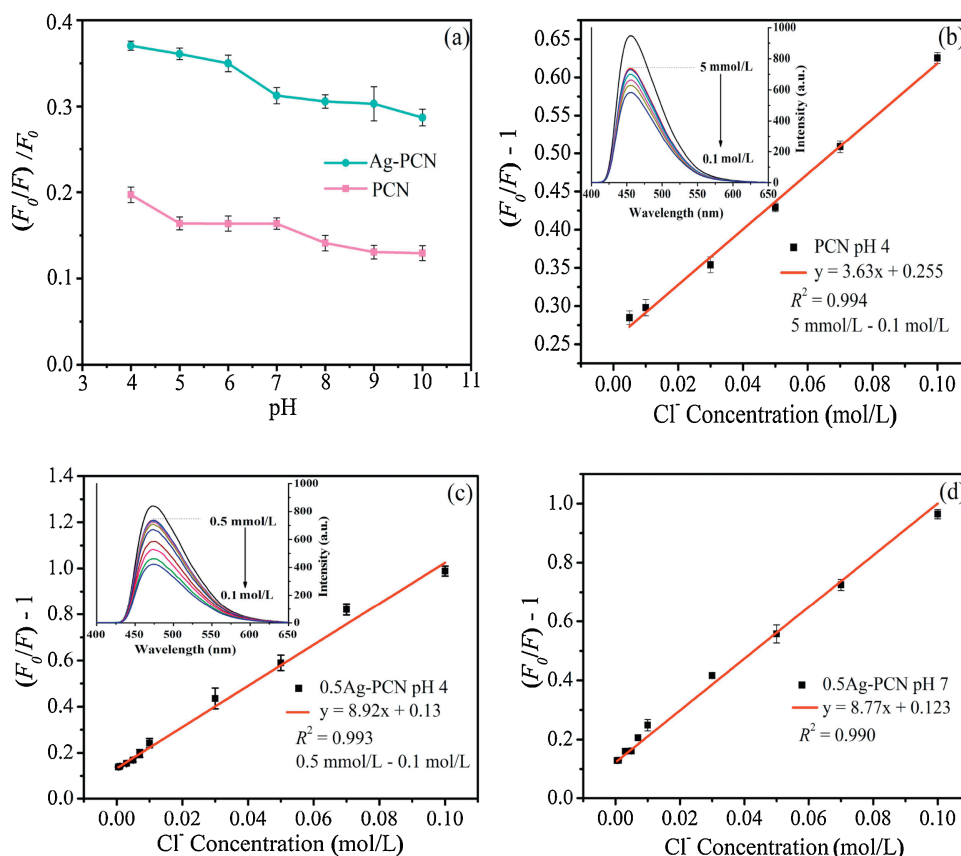 (a)
0.4
0.3
0.2
0.1
0.0
(F0/F) /F0
Ag-PCN
PCN
3 4 5 6 7 8 9 10 11
pH
(b)
0.65
0.60
0.55
0.50
0.45
0.40
0.35
0.30
0.25
(F0/F) - 1
1000
800
600
400
200
0
Intensity (a.u.)
5 mmol/L
0.1 mol/L
400 450 500 550 600 650
Wavelength (nm)
PCN pH 4
y = 3.63x + 0.255
R² = 0.994
5 mmol/L - 0.1 mol/L
0.00 0.02 0.04 0.06 0.08 0.10
Cl⁻ Concentration (mol/L)
(c)
1.4
1.2
1.0
0.8
0.6
0.4
0.2
0.0
(F0/F) - 1
1000
800
600
400
200
0
Intensity (a.u.)
0.5 mmol/L
0.1 mol/L
400 450 500 550 600 650
Wavelength (nm)
0.5Ag-PCN pH 4
y = 8.92x + 0.13
R² = 0.993
0.5 mmol/L - 0.1 mol/L
0.00 0.02 0.04 0.06 0.08 0.10
Cl⁻ Concentration (mol/L)
(d)
1.0
0.8
0.6
0.4
0.2
0.0
(F0/F) - 1
0.5Ag-PCN pH 7
y = 8.77x + 0.123
R² = 0.990
0.00 0.02 0.04 0.06 0.08 0.10
Cl⁻ Concentration (mol/L)